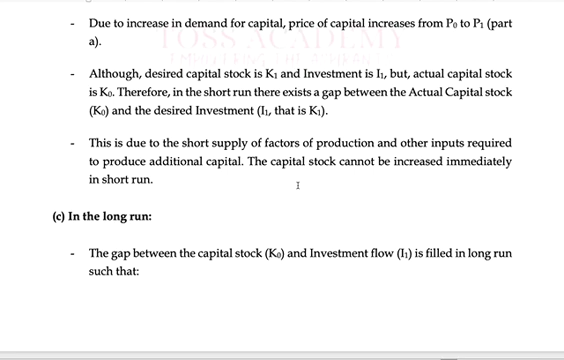 - Due to increase in demand for capital, price of capital increases from P₀ to P₁ (part
a).
TOSS ACADEMY
- Although, desired capital stock is K₁ and Investment is I₁, but, actual capital stock
is K₀. Therefore, in the short run there exists a gap between the Actual Capital stock
(K₀) and the desired Investment (I₁, that is K₁).
- This is due to the short supply of factors of production and other inputs required
to produce additional capital. The capital stock cannot be increased immediately
in short run.
(c) In the long run:
- The gap between the capital stock (K₀) and Investment flow (I₁) is filled in long run
such that: